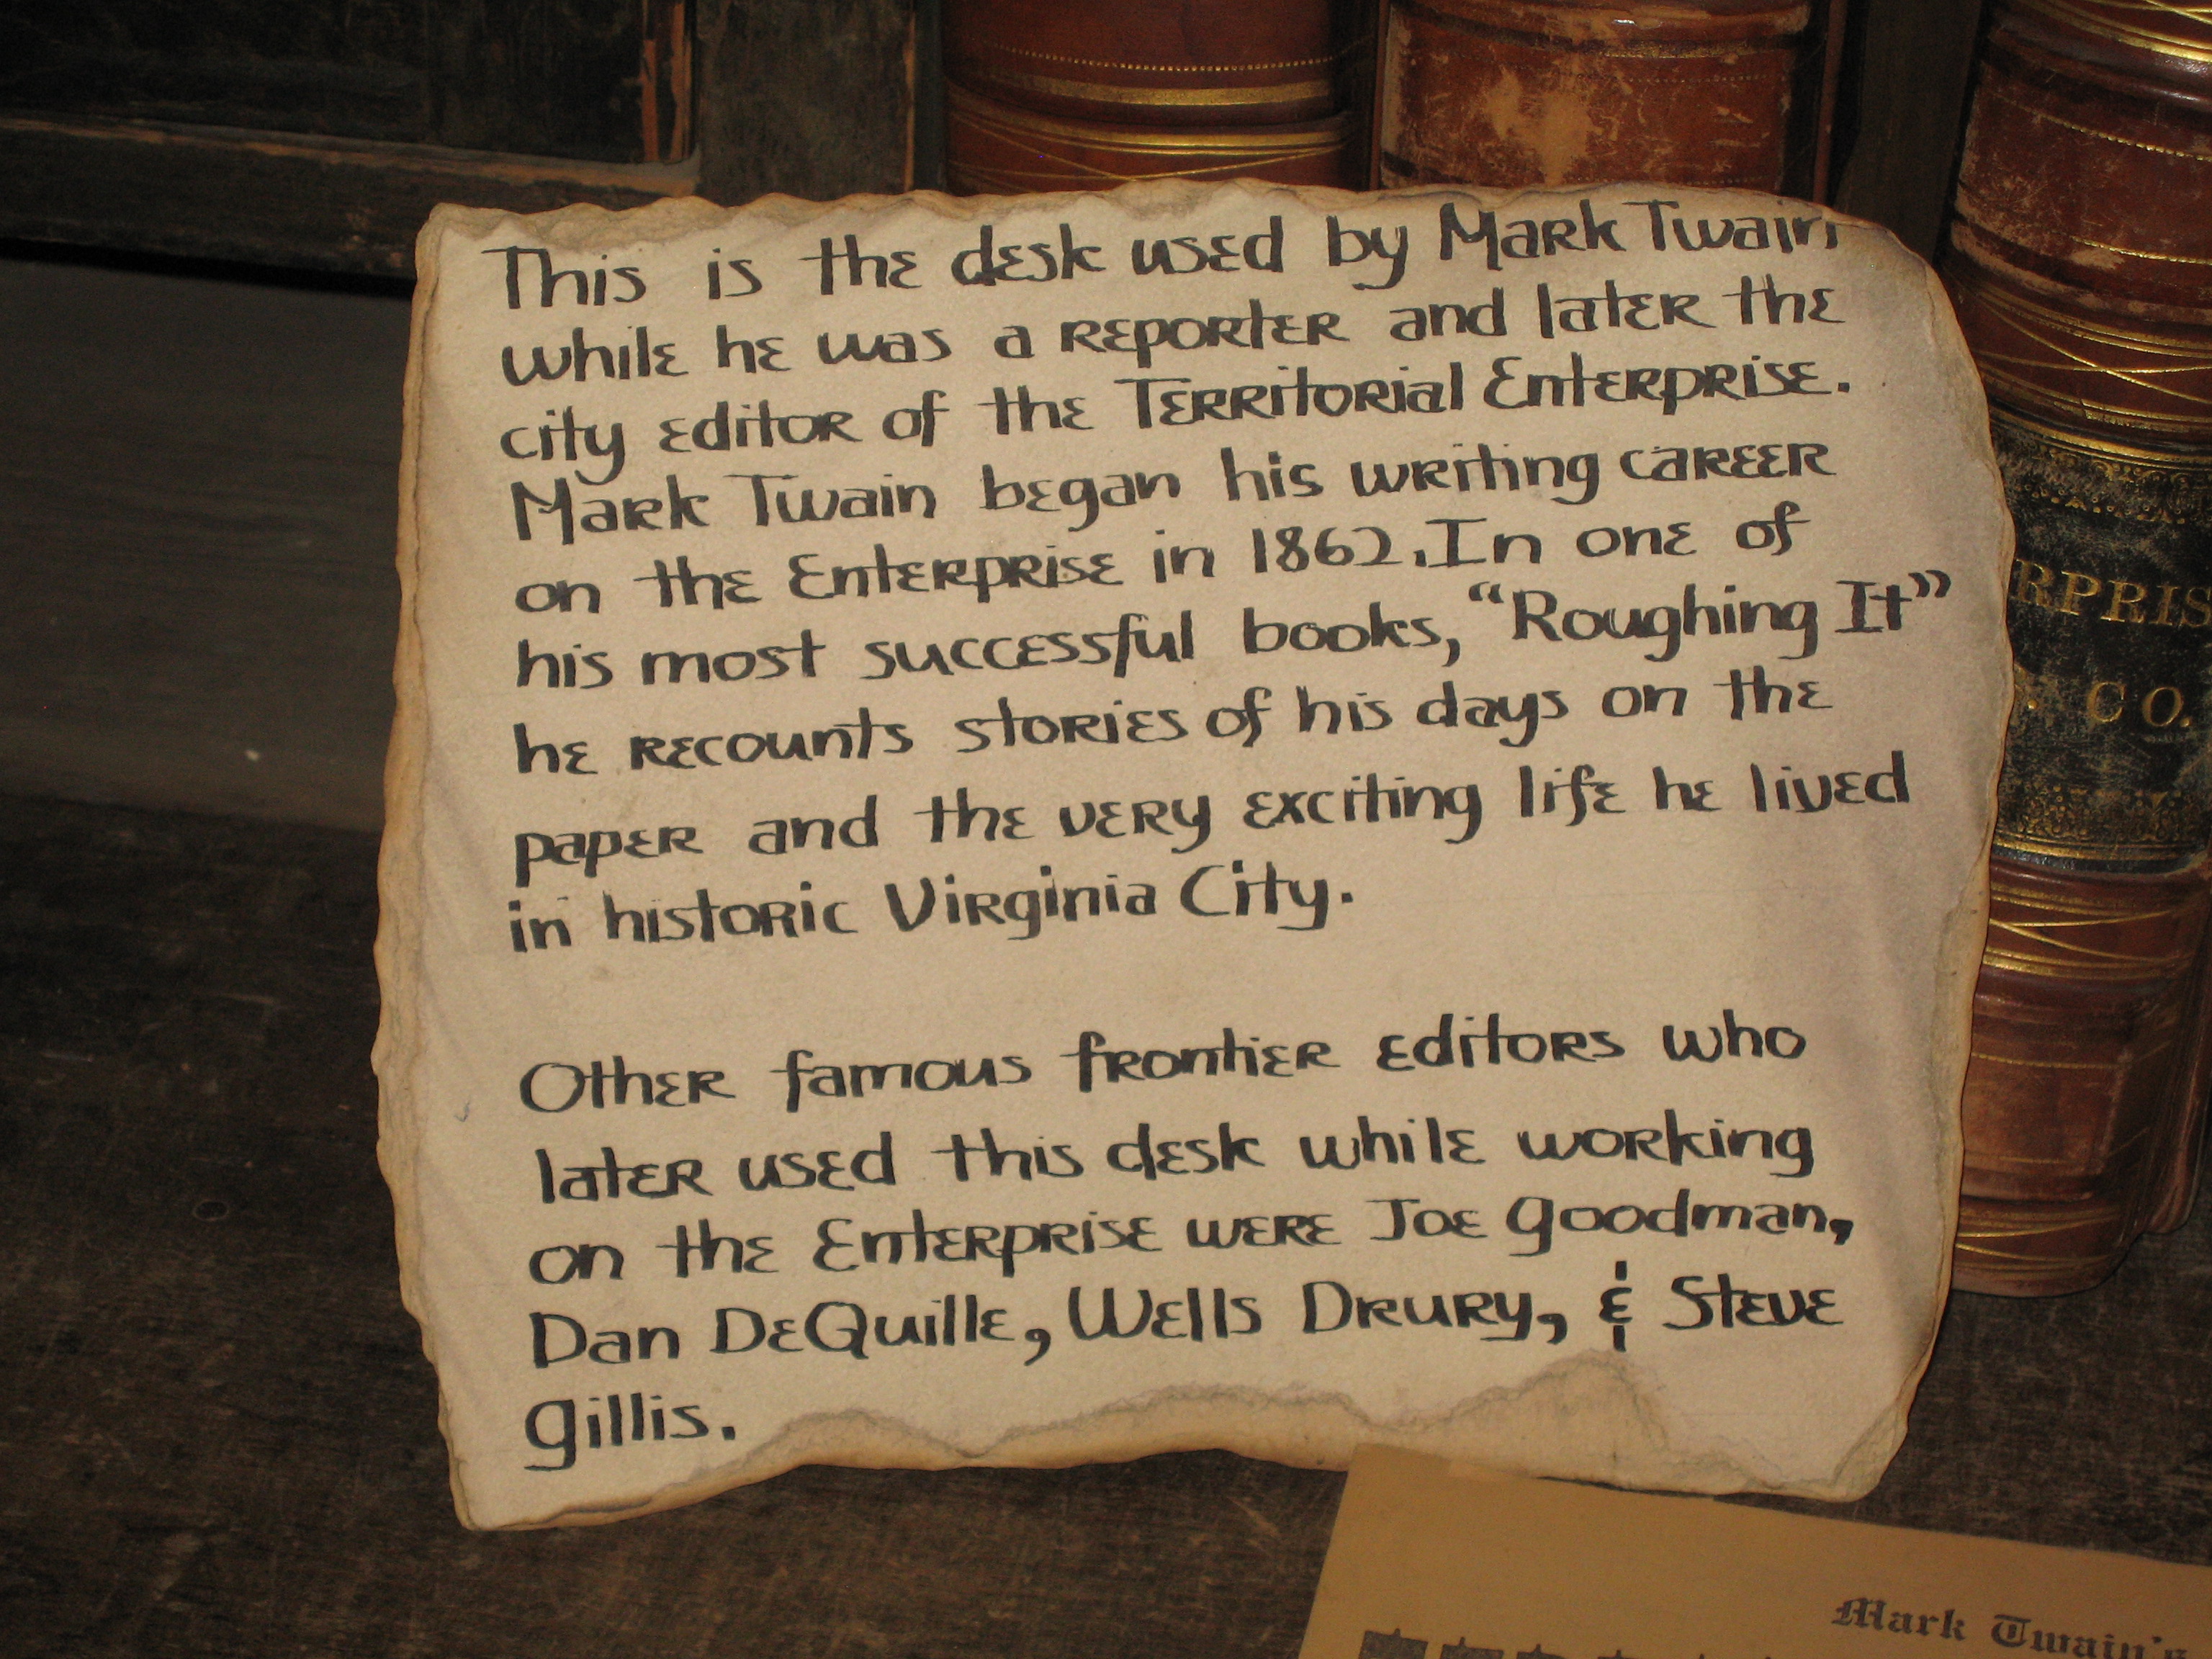 This is the desk used by Mark Twain
while he was a reporter and later the
city editor of the Territorial Enterprise.
Mark Twain began his writing career
on the Enterprise in 1862. In one of
his most successful books, "Roughing It"
he recounts stories of his days on the
paper and the very exciting life he lived
in historic Virginia City.
Other famous frontier editors who
later used this desk while working
on the Enterprise were Joe Goodman,
Dan DeQuille, Wells Drury, & Steve
Gillis.
RPRIS
CO.
Mark Twain's